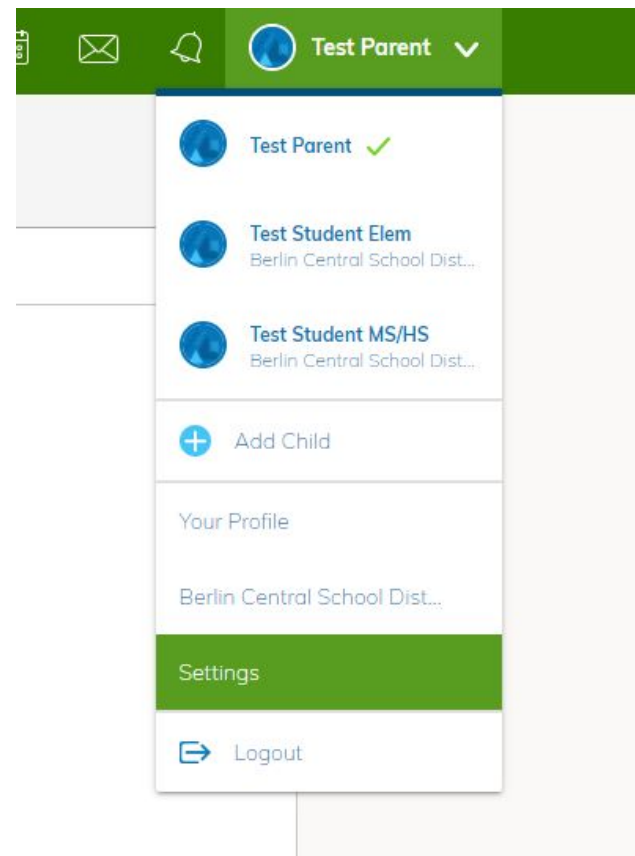 Test Parent
Test Parent
Test Student Elem
Berlin Central School Dist...
Test Student MS/HS
Berlin Central School Dist...
Add Child
Your Profile
Berlin Central School Dist...
Settings
Logout